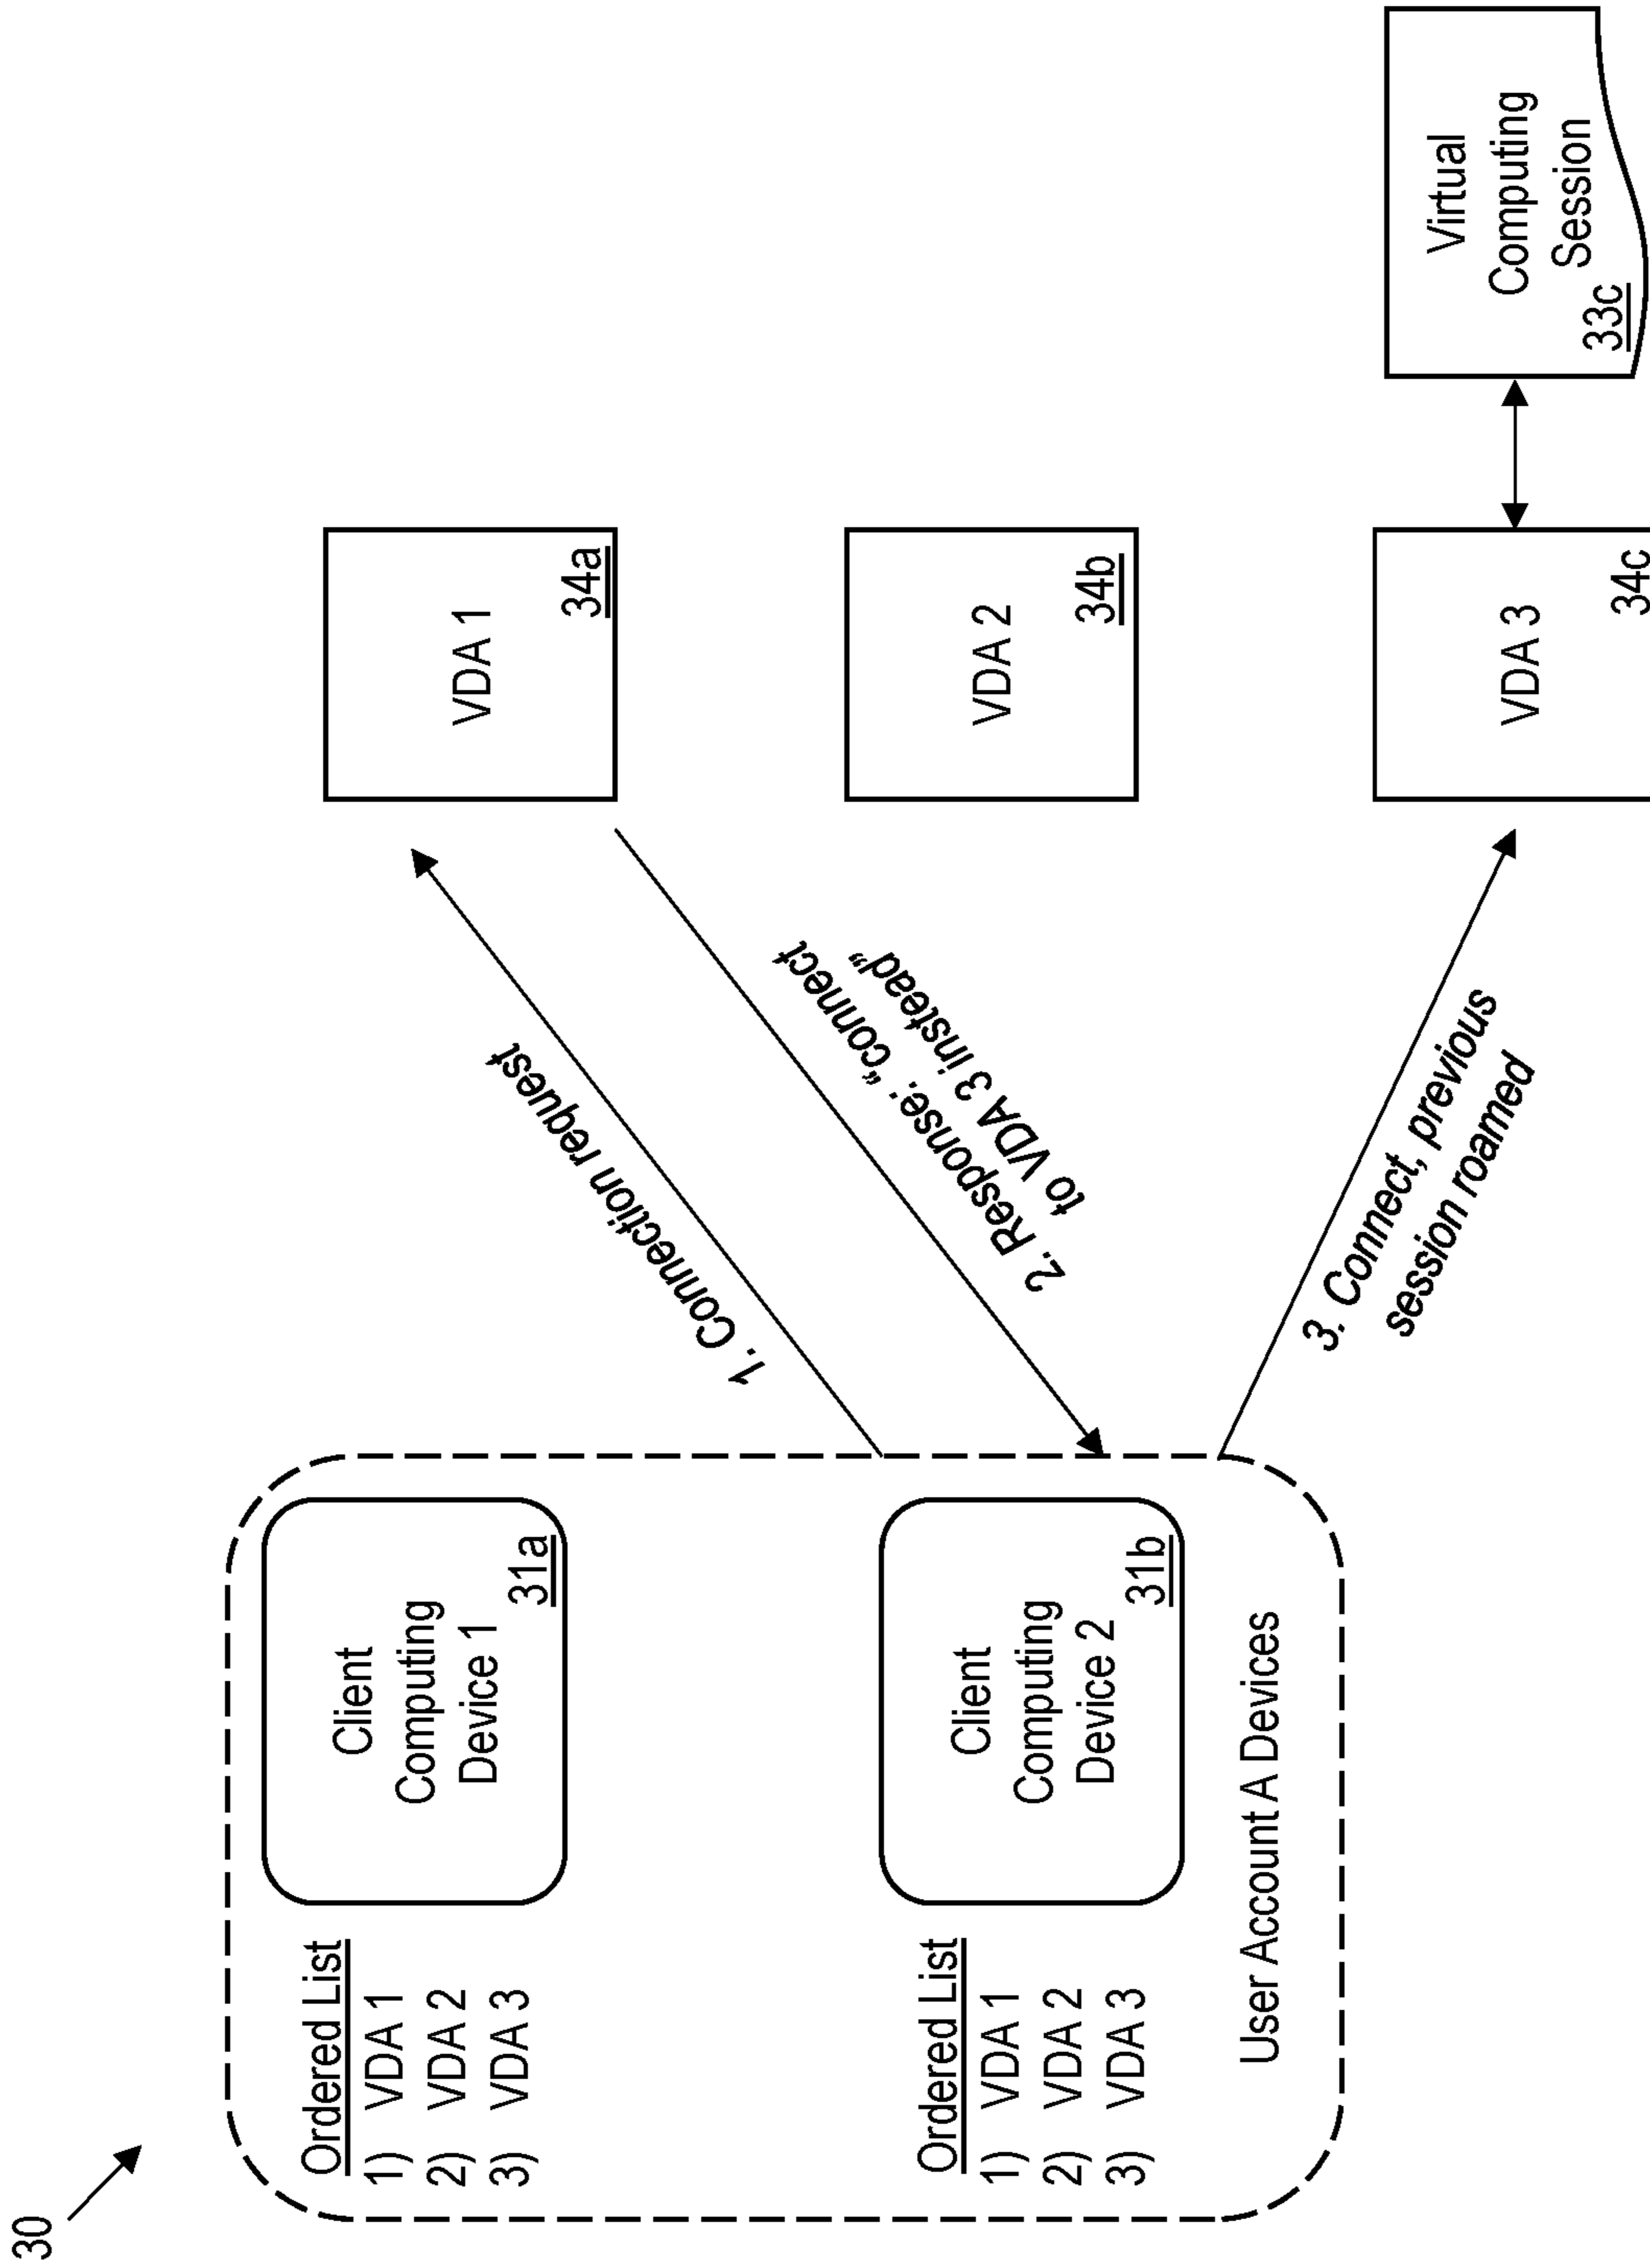 30
Ordered List
1) VDA 1
2) VDA 2
3) VDA 3
Client
Computing
Device 1
31a
Ordered List
1) VDA 1
2) VDA 2
3) VDA 3
Client
Computing
Device 2
31b
User Account A Devices
1. Connection request
2. Response: “connect
to VDA 3 instead”
3. Connect, previous
session roamed
VDA 1
34a
VDA 2
34b
VDA 3
34c
Virtual
Computing
Session
33c